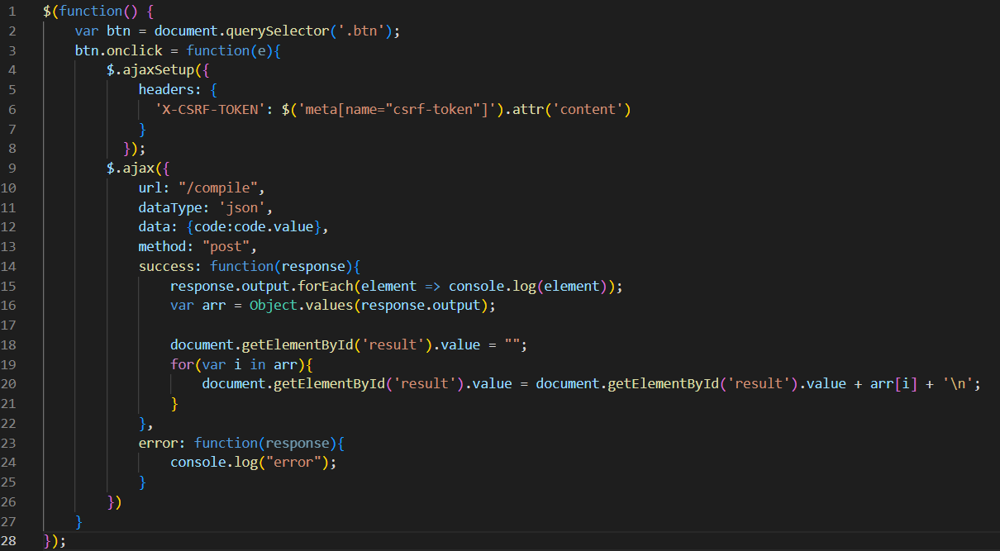 1 $(function() {
2 var btn = document.querySelector('.btn');
3 btn.onclick = function(e){
4 $.ajaxSetup({
5 headers: {
6 'X-CSRF-TOKEN': $('meta[name="csrf-token"]').attr('content')
7 }
8 });
9 $.ajax({
10 url: "/compile",
11 dataType: 'json',
12 data: {code:code.value},
13 method: "post",
14 success: function(response){
15 response.output.forEach(element => console.log(element));
16 var arr = Object.values(response.output);
17
18 document.getElementById('result').value = "";
19 for(var i in arr){
20 document.getElementById('result').value = document.getElementById('result').value + arr[i] + '\n';
21 }
22 },
23 error: function(response){
24 console.log("error");
25 }
26 })
27 }
28 });